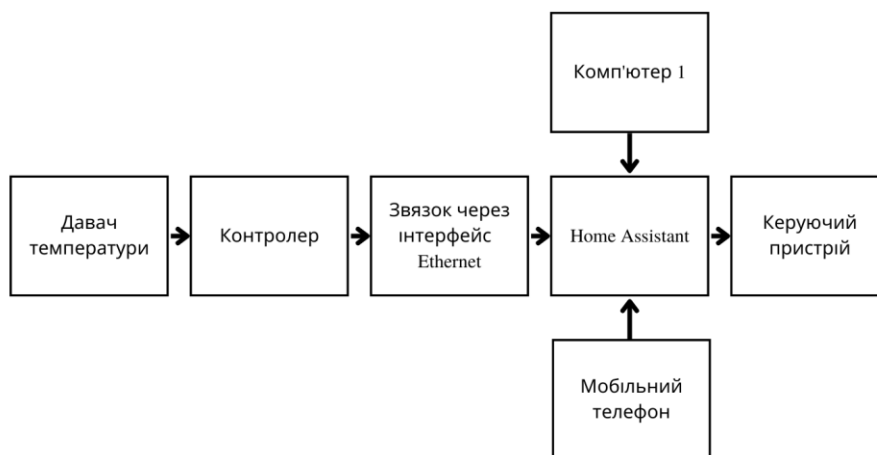 Комп'ютер 1
Давач
температури
Контролер
Звязок через
інтерфейс
Ethernet
Home Assistant
Керуючий
пристрій
Мобільний
телефон